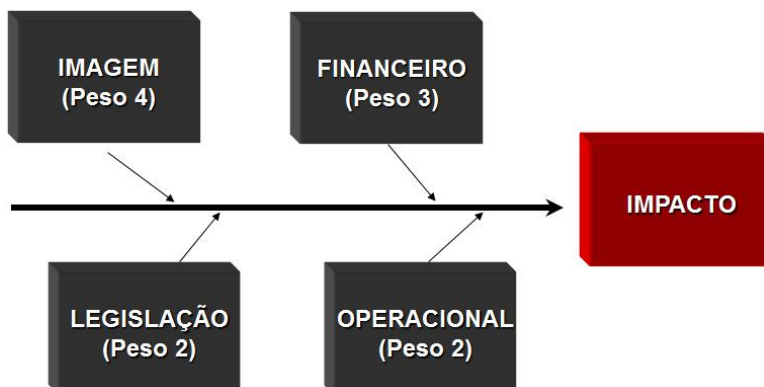 IMAGEM
(Peso 4)
FINANCEIRO
(Peso 3)
IMPACTO
LEGISLAÇÃO
(Peso 2)
OPERACIONAL
(Peso 2)